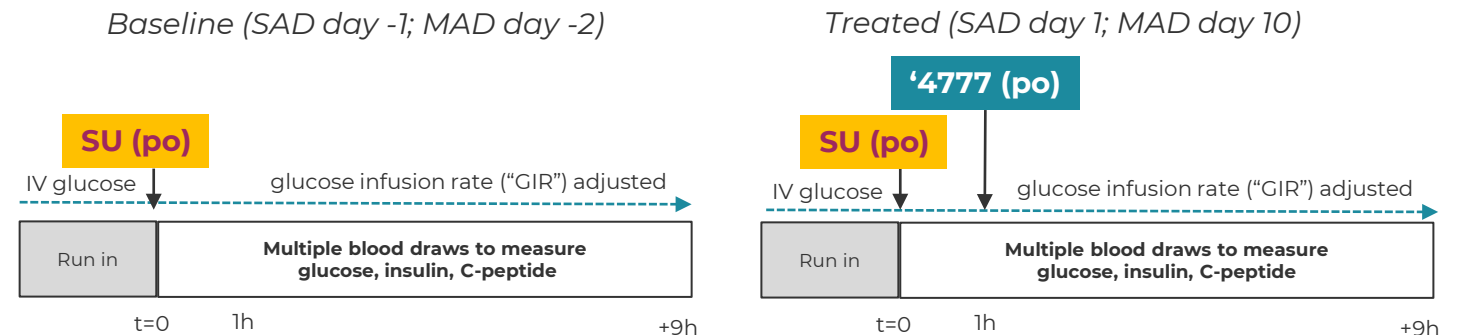 Baseline (SAD day -1; MAD day -2)
SU (po)
IV glucose
glucose infusion rate (“GIR”) adjusted
Run in
Multiple blood draws to measure
glucose, insulin, C-peptide
t=0
1h
+9h
Treated (SAD day 1; MAD day 10)
‘4777 (po)
SU (po)
IV glucose
glucose infusion rate (“GIR”) adjusted
Run in
Multiple blood draws to measure
glucose, insulin, C-peptide
t=0
1h
+9h